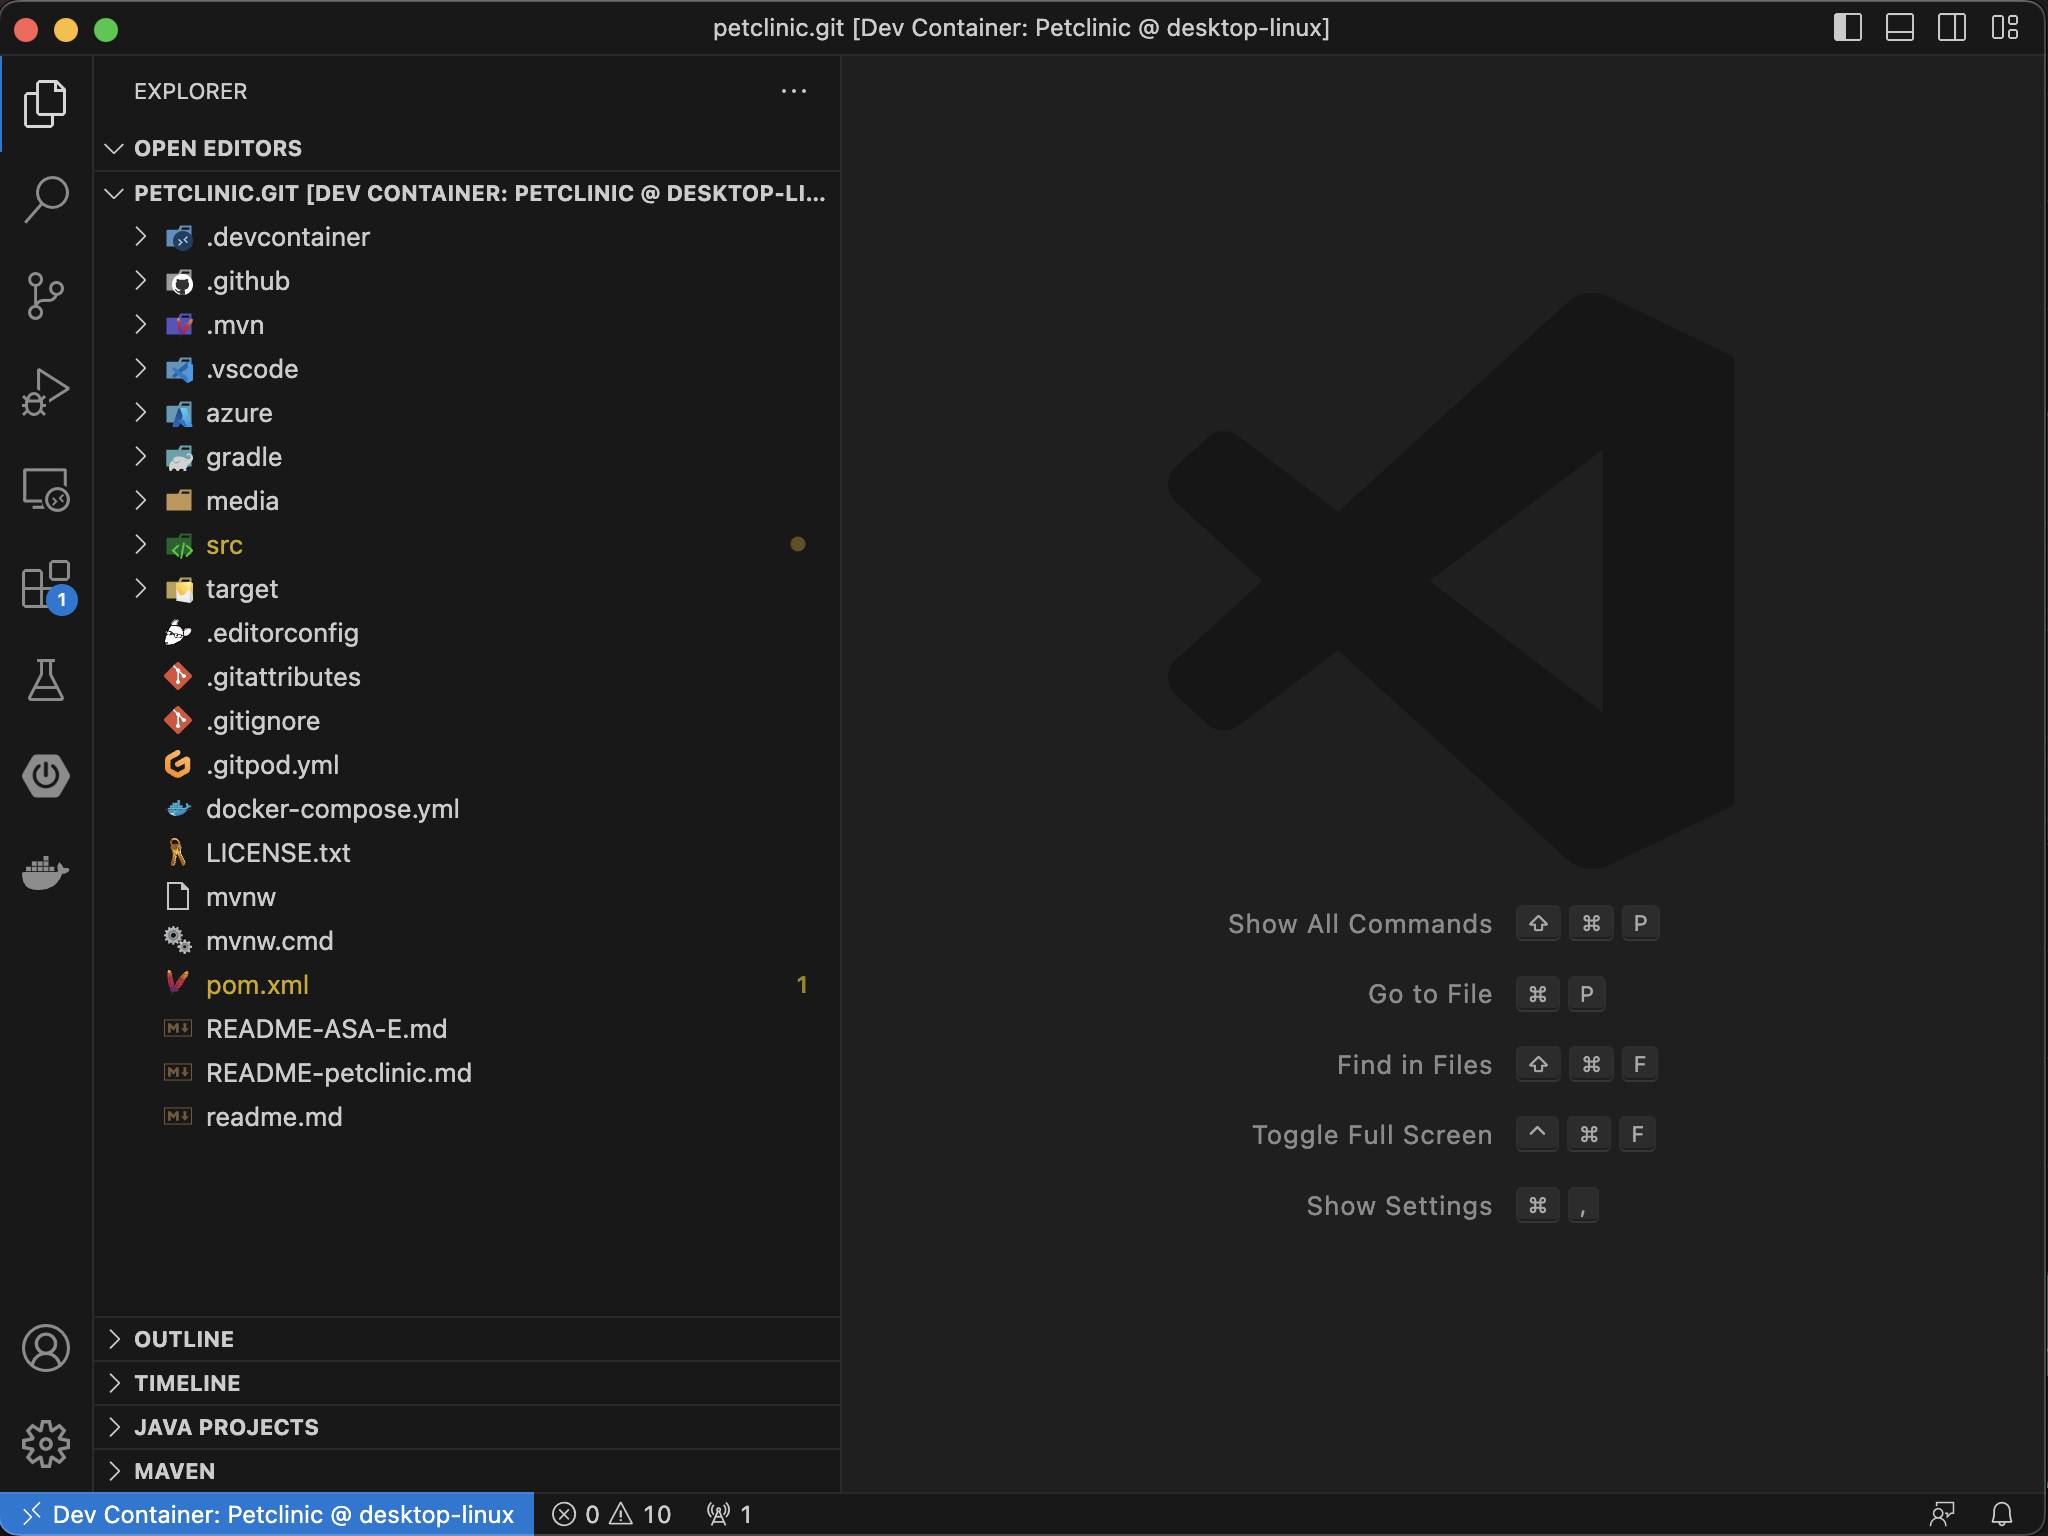 petclinic.git [Dev Container: Petclinic @ desktop-linux]
EXPLORER
OPEN EDITORS
PETCLINIC.GIT [DEV CONTAINER: PETCLINIC @ DESKTOP-LI...
.devcontainer
.github
.mvn
.vscode
azure
gradle
media
src
target
.editorconfig
.gitattributes
.gitignore
.gitpod.yml
docker-compose.yml
LICENSE.txt
mvnw
mvnw.cmd
pom.xml 1
README-ASA-E.md
README-petclinic.md
readme.md
OUTLINE
TIMELINE
JAVA PROJECTS
MAVEN
1
Show All Commands ⇧ ⌘ P
Go to File ⌘ P
Find in Files ⇧ ⌘ F
Toggle Full Screen ^ ⌘ F
Show Settings ⌘ ,
Dev Container: Petclinic @ desktop-linux 0 10 1